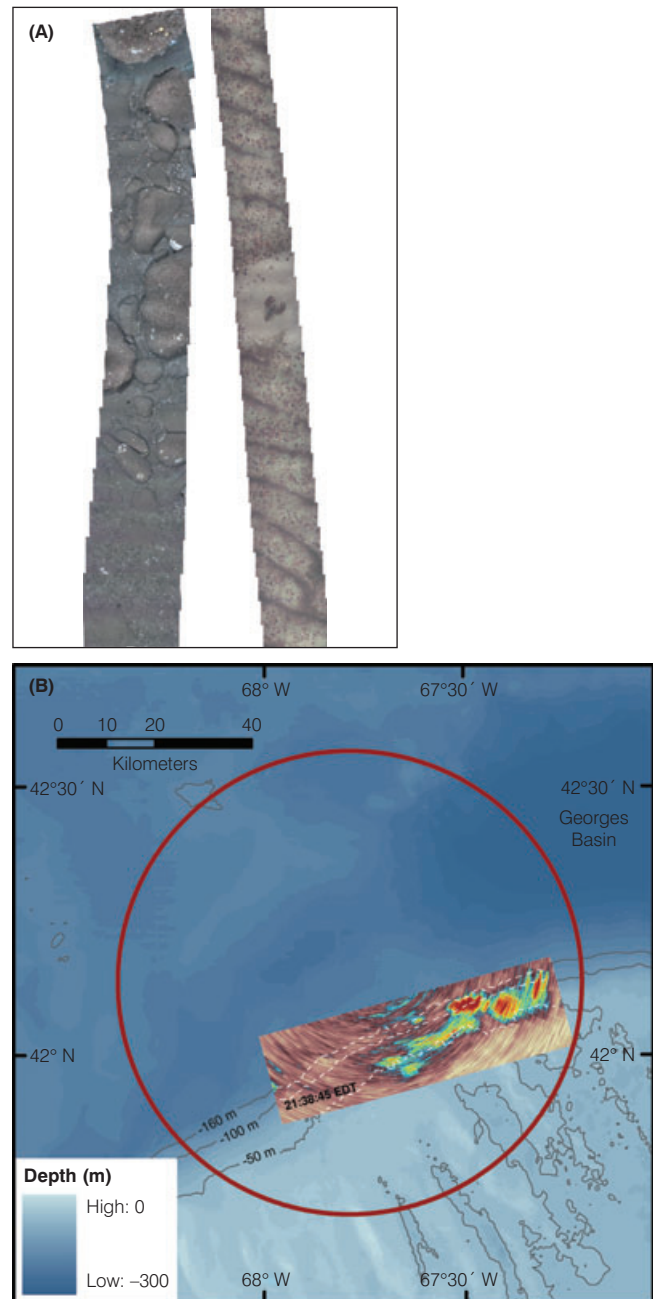 (A)
(B)
68° W 67°30´ W
0 10 20 40
Kilometers
42°30´ N 42°30´ N
Georges
Basin
42° N 42° N
21:38:45 EDT
-160 m
-100 m
-50 m
Depth (m)
High: 0
Low: –300
68° W 67°30´ W